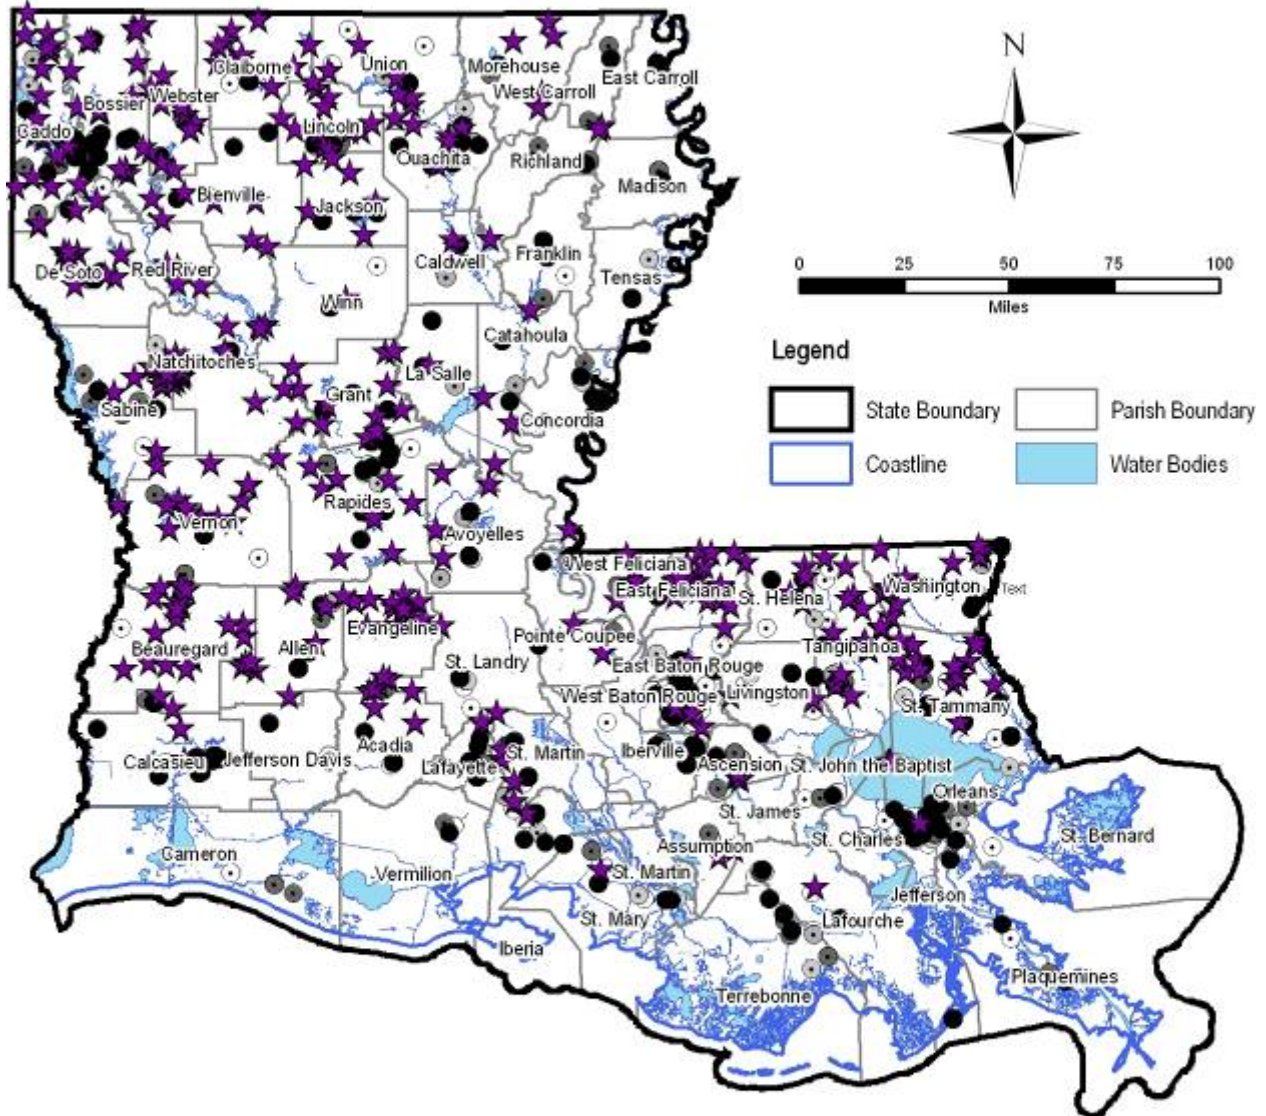 N
0 25 50 75 100
Miles
Legend
State Boundary
Parish Boundary
Coastline
Water Bodies
Claiborne
Union
Morehouse
West Carroll
East Carroll
Bossier
Webster
Caddo
Lincoln
Ouachita
Richland
Madison
Bienville
Jackson
De Soto
Red River
Caldwell
Franklin
Tensas
Winn
Catahoula
Natchitoches
La Salle
Sabine
Grant
Concordia
Rapides
Vernon
Avoyelles
West Feliciana
East Feliciana
St. Helena
Washington
Text
Beauregard
Allen
Evangeline
Pointe Coupee
Tangipahoa
St. Landry
East Baton Rouge
West Baton Rouge
Livingston
St. Tammany
Calcasieu
Jefferson Davis
Acadia
Lafayette
St. Martin
Iberville
Ascension
St. John the Baptist
Orleans
St. James
St. Charles
St. Bernard
Cameron
Vermilion
Assumption
St. Martin
Jefferson
St. Mary
Lafourche
Iberia
Terrebonne
Plaquemines